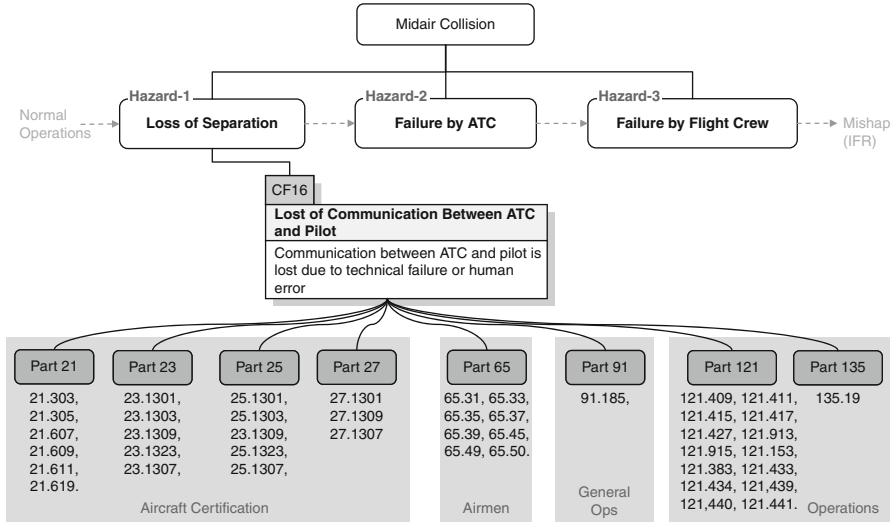 Midair Collision
Hazard-1
Hazard-2
Hazard-3
Normal
Operations
Loss of Separation
Failure by ATC
Failure by Flight Crew
Mishap
(IFR)
CF16
Lost of Communication Between ATC
and Pilot
Communication between ATC and pilot is
lost due to technical failure or human
error
Part 21
21.303,
21.305,
21.607,
21.609,
21.611,
21.619.
Part 23
23.1301,
23.1303,
23.1309,
23.1323,
23.1307,
Part 25
25.1301,
25.1303,
23.1309,
25.1323,
25.1307,
Part 27
27.1301
27.1309
27.1307
Aircraft Certification
Part 65
65.31, 65.33,
65.35, 65.37,
65.39, 65.45,
65.49, 65.50.
Airmen
Part 91
91.185,
General
Ops
Part 121
121.409, 121.411,
121.415, 121.417,
121.427, 121.913,
121.915, 121.153,
121.383, 121.433,
121.434, 121,439,
121,440, 121.441.
Part 135
135.19
Operations